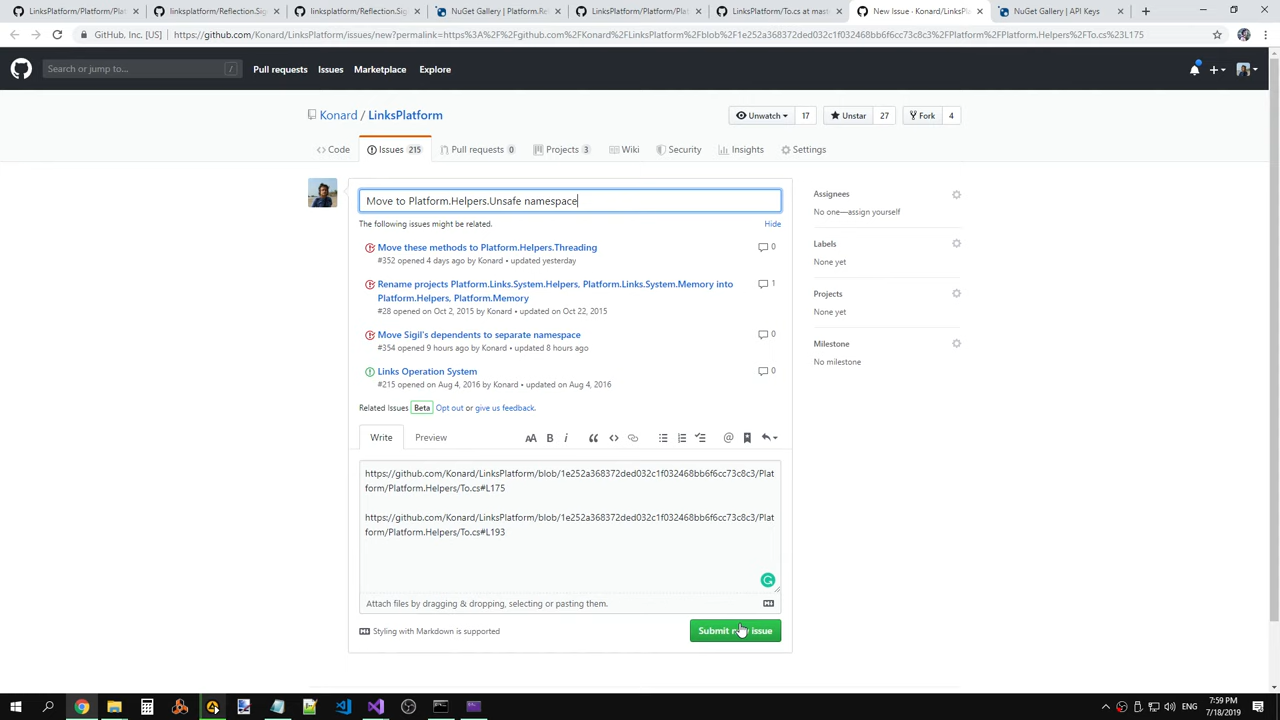 LinksPlatform/Platform/Plat
linksplatform/Reflection.Sig
konard/Reflection.Sig
NuGet Gallery | Platform.Re
LinksPlatform/Platform/Plat
LinksPlatform/To.cs at maste
New Issue - Konard/LinksPl
NuGet Gallery | API Keys
GitHub, Inc. [US]
https://github.com/Konard/LinksPlatform/issues/new?permalink=https%3A%2F%2Fgithub.com%2FKonard%2FLinksPlatform%2Fblob%2F1e252a368372ded032c1f032468bb6f6cc73c8c3%2FPlatform%2FPlatform.Helpers%2FTo.cs%23L175
Search or jump to... /
Pull requests
Issues
Marketplace
Explore
Konard / LinksPlatform
Unwatch 17
Unstar 27
Fork 4
Code
Issues 215
Pull requests 0
Projects 3
Wiki
Security
Insights
Settings
Move to Platform.Helpers.Unsafe namespace
The following issues might be related.
Hide
Move these methods to Platform.Helpers.Threading
0
#352 opened 4 days ago by Konard • updated yesterday
Rename projects Platform.Links.System.Helpers, Platform.Links.System.Memory into
1
Platform.Helpers, Platform.Memory
#28 opened on Oct 2, 2015 by Konard • updated on Oct 22, 2015
Move Sigil's dependents to separate namespace
0
#354 opened 9 hours ago by Konard • updated 8 hours ago
Links Operation System
0
#215 opened on Aug 4, 2016 by Konard • updated on Aug 4, 2016
Related Issues Beta Opt out or give us feedback.
Write
Preview
AA B i
https://github.com/Konard/LinksPlatform/blob/1e252a368372ded032c1f032468bb6f6cc73c8c3/Plat
form/Platform.Helpers/To.cs#L175
https://github.com/Konard/LinksPlatform/blob/1e252a368372ded032c1f032468bb6f6cc73c8c3/Plat
form/Platform.Helpers/To.cs#L193
Attach files by dragging & dropping, selecting or pasting them.
Styling with Markdown is supported
Submit new issue
Assignees
No one—assign yourself
Labels
None yet
Projects
None yet
Milestone
No milestone
ENG
7:59 PM
7/18/2019